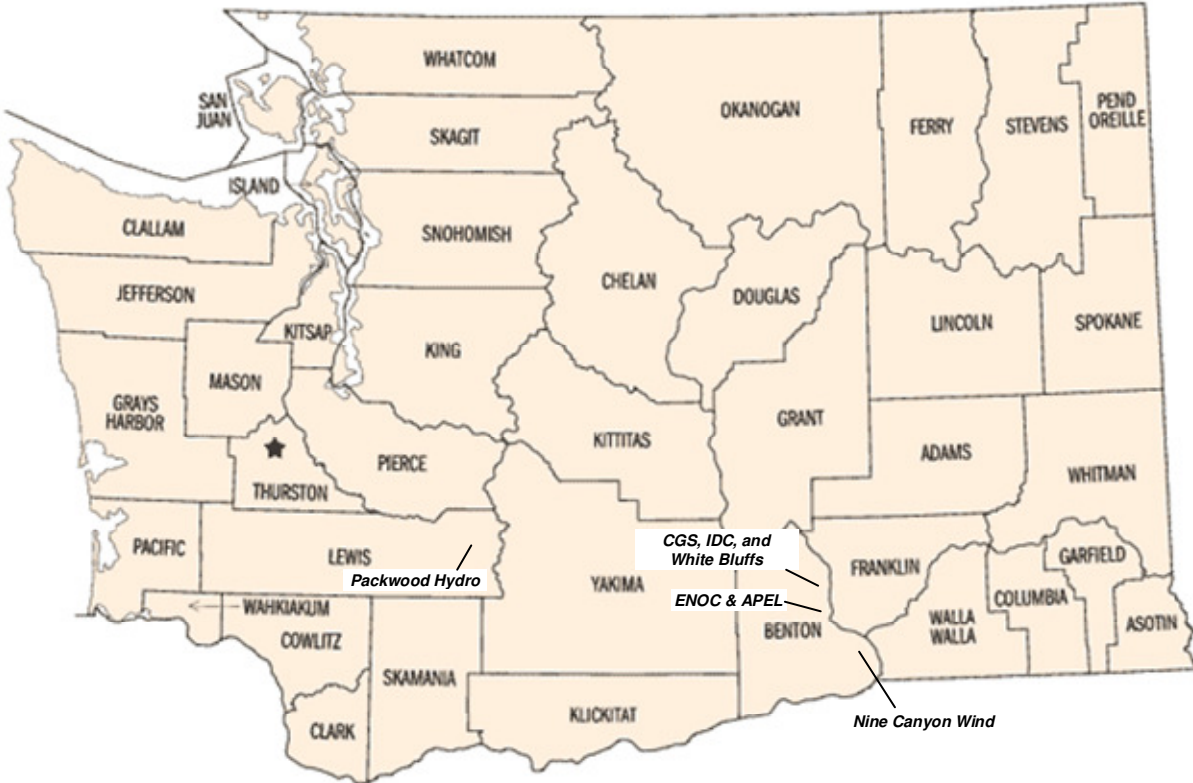 WHATCOM
SAN
JUAN
SKAGIT
OKANOGAN
FERRY
STEVENS
PEND
OREILLE
ISLAND
CLALLAM
SNOHOMISH
JEFFERSON
CHELAN
DOUGLAS
KITSAP
KING
LINCOLN
SPOKANE
MASON
GRAYS
HARBOR
PIERCE
KITTITAS
GRANT
ADAMS
WHITMAN
THURSTON
PACIFIC
LEWIS
Packwood Hydro
YAKIMA
CGS, IDC, and
White Bluffs
ENOC & APEL
FRANKLIN
GARFIELD
COLUMBIA
BENTON
WALLA
WALLA
ASOTIN
WAHKIAKUM
COWLITZ
SKAMANIA
CLARK
KLICKITAT
Nine Canyon Wind